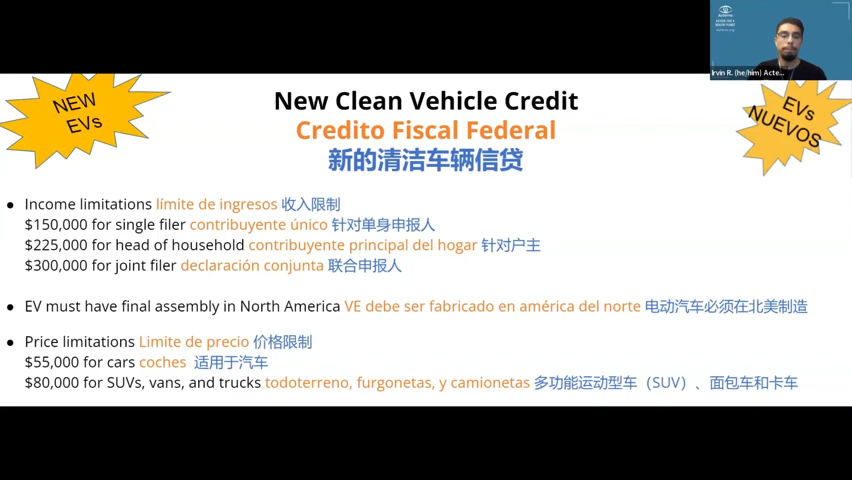 Acterra
ACTION FOR A
HEALTHY PLANET
acterra.org
Irvin R. (he/him) Acte...
NEW
EVs
New Clean Vehicle Credit
Credito Fiscal Federal
新的清洁车辆信贷
EVs
NUEVOS
● Income limitations límite de ingresos 收入限制
$150,000 for single filer contribuyente único 针对单身申报人
$225,000 for head of household contribuyente principal del hogar 针对户主
$300,000 for joint filer declaración conjunta 联合申报人
● EV must have final assembly in North America VE debe ser fabricado en américa del norte 电动汽车必须在北美制造
● Price limitations Limite de precio 价格限制
$55,000 for cars coches 适用于汽车
$80,000 for SUVs, vans, and trucks todoterreno, furgonetas, y camionetas 多功能运动型车（SUV）、面包车和卡车